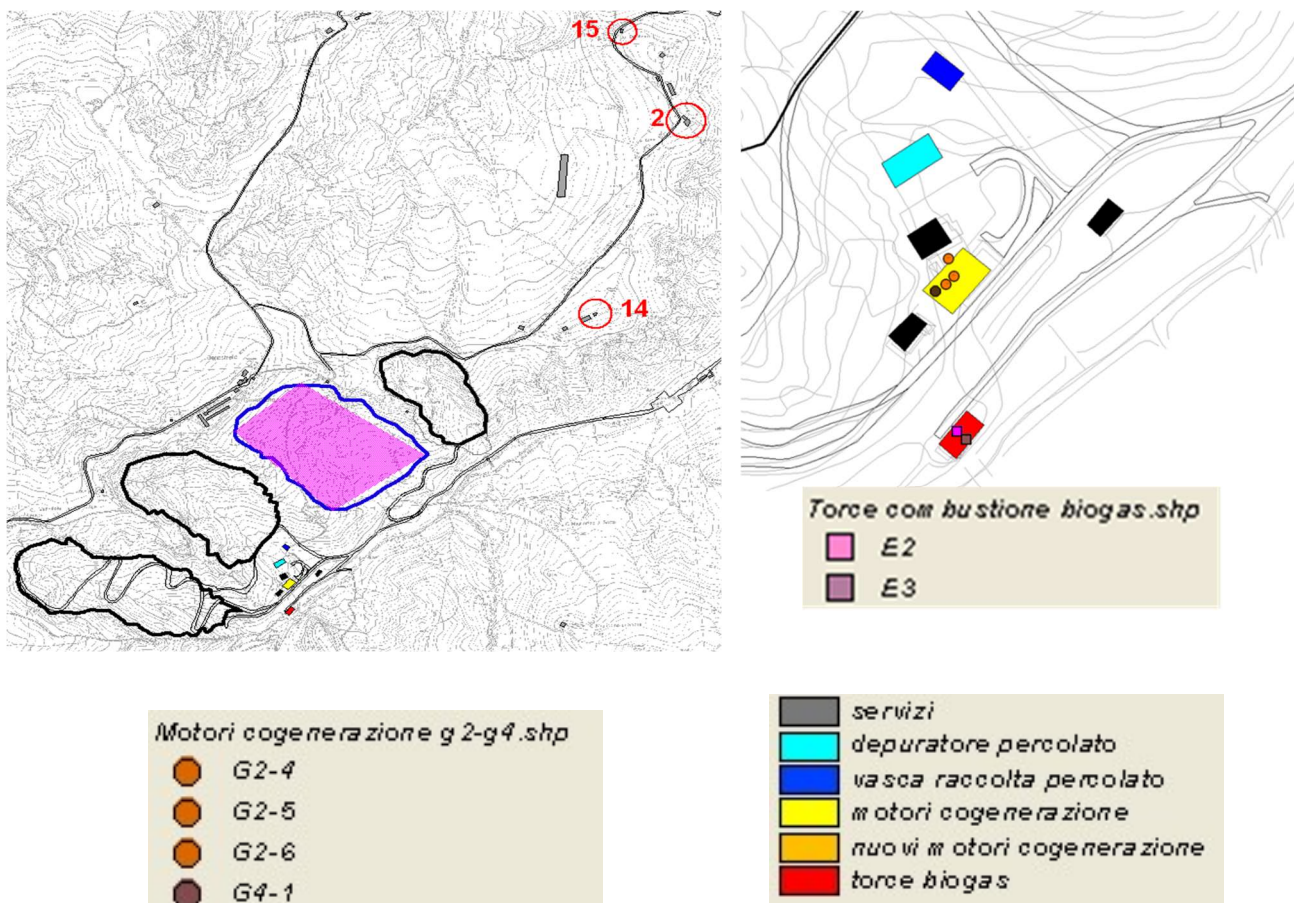 15
2
14
Torce combustione biogas.shp
E2
E3
Motori cogenerazione g2-g4.shp
G2-4
G2-5
G2-6
G4-1
servizi
depuratore percolato
vasca raccolta percolato
motori cogenerazione
nuovi motori cogenerazione
torce biogas